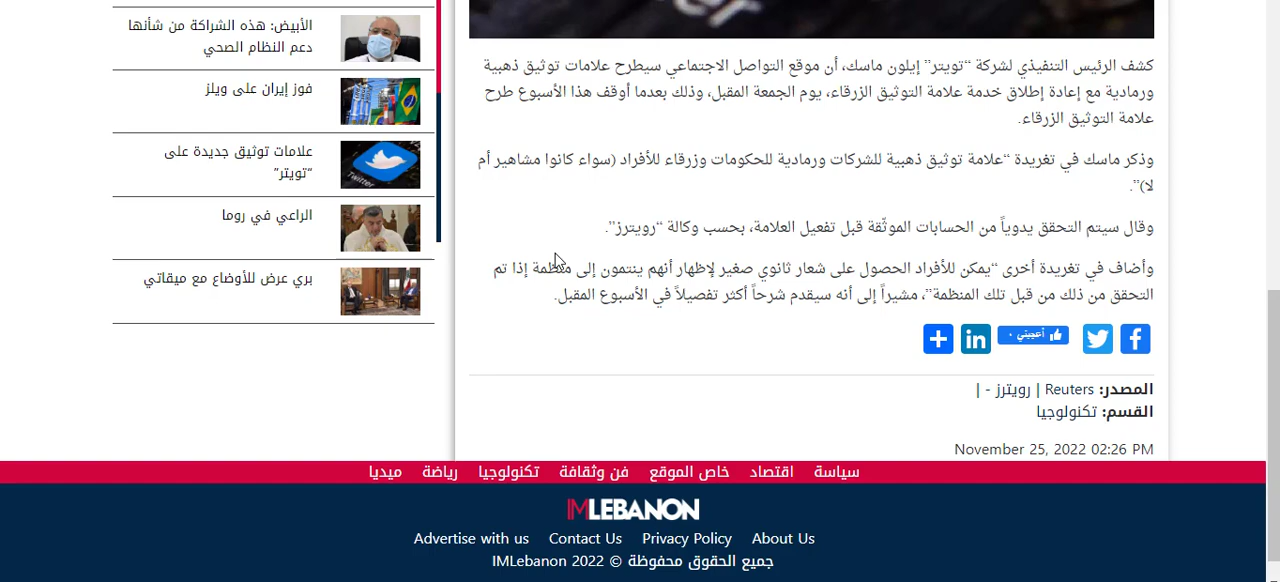 كشف الرئيس التنفيذي لشركة “تويتر” إيلون ماسك، أن موقع التواصل الاجتماعي سيطرح علامات توثيق ذهبية
ورمادية مع إعادة إطلاق خدمة علامة التوثيق الزرقاء، يوم الجمعة المقبل، وذلك بعدما أوقف هذا الأسبوع طرح
علامة التوثيق الزرقاء.
وذكر ماسك في تغريدة “علامة توثيق ذهبية للشركات ورمادية للحكومات وزرقاء للأفراد (سواء كانوا مشاهير أم
لا)”.
وقال سيتم التحقق يدوياً من الحسابات الموثّقة قبل تفعيل العلامة، بحسب وكالة “رويترز”.
وأضاف في تغريدة أخرى “يمكن للأفراد الحصول على شعار ثانوي صغير لإظهار أنهم ينتمون إلى منظمة إذا تم
التحقق من ذلك من قبل تلك المنظمة”، مشيراً إلى أنه سيقدم شرحاً أكثر تفصيلاً في الأسبوع المقبل.
أعجبني ٠
المصدر: Reuters | رويترز - |
القسم: تكنولوجيا
November 25, 2022 02:26 PM
الأبيض: هذه الشراكة من شأنها
دعم النظام الصحي
فوز إيران على ويلز
علامات توثيق جديدة على
“تويتر”
Twitter
الراعي في روما
بري عرض للأوضاع مع ميقاتي
سياسة اقتصاد خاص الموقع فن وثقافة تكنولوجيا رياضة ميديا
IMLEBANON
Advertise with us Contact Us Privacy Policy About Us
جميع الحقوق محفوظة © IMLebanon 2022